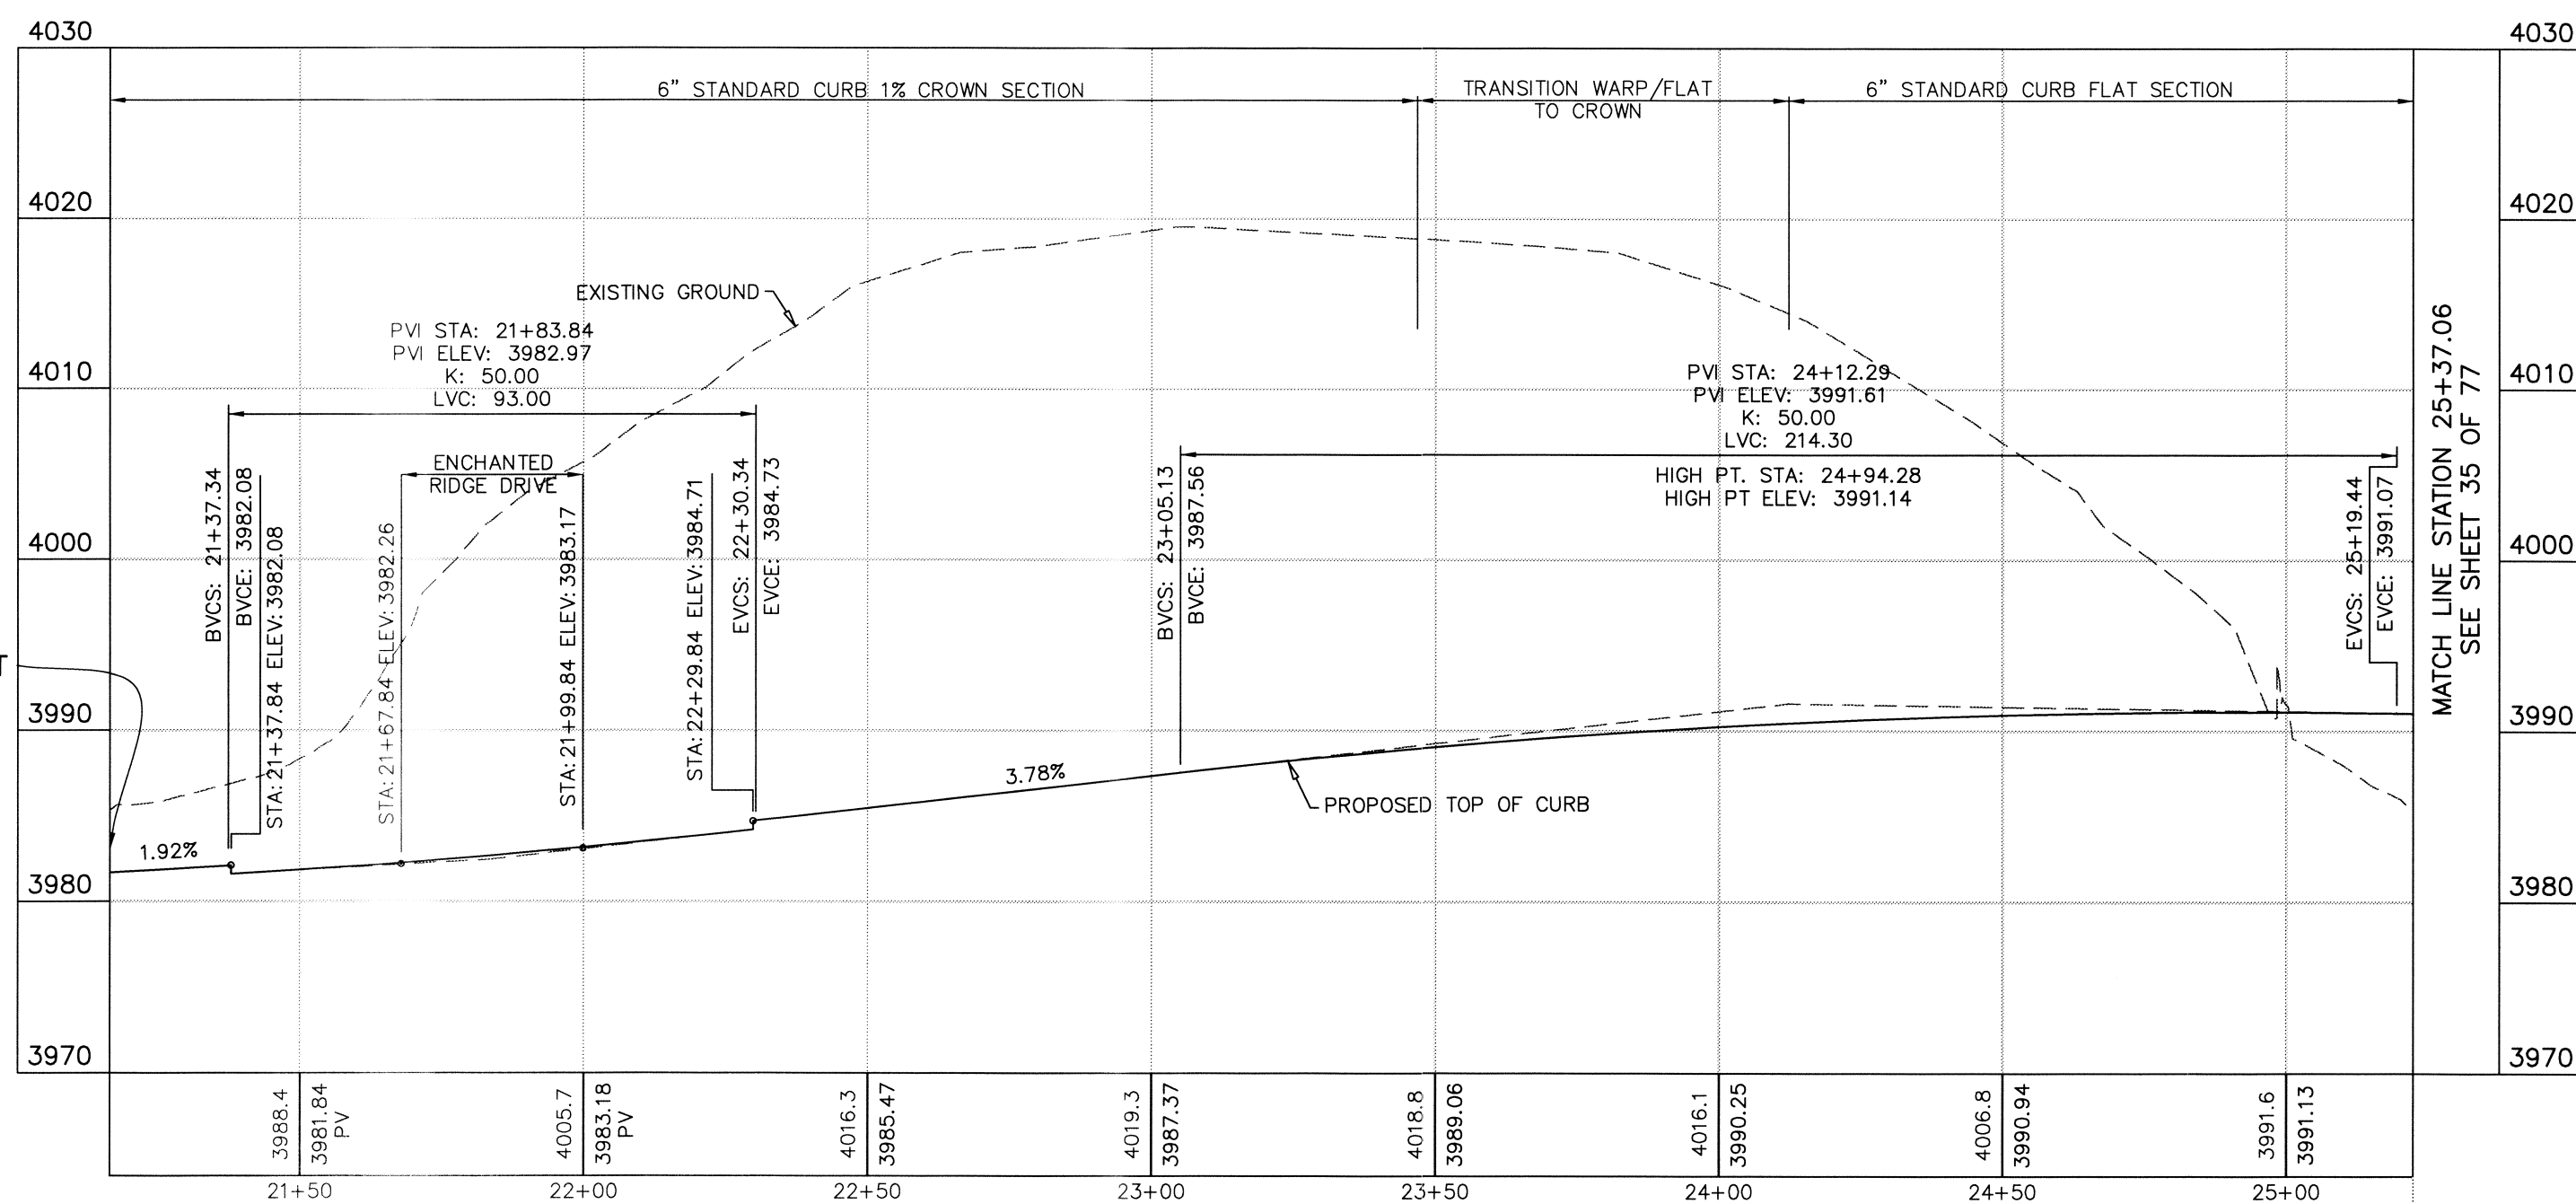 4030
4030
6" STANDARD CURB 1% CROWN SECTION
TRANSITION WARP/FLAT
TO CROWN
6" STANDARD CURB FLAT SECTION
4020
4020
EXISTING GROUND
PVI STA: 21+83.84
PVI ELEV: 3982.97
K: 50.00
LVC: 93.00
4010
4010
PVI STA: 24+12.29
PVI ELEV: 3991.61
K: 50.00
LVC: 214.30
HIGH PT. STA: 24+94.28
HIGH PT ELEV: 3991.14
ENCHANTED
RIDGE DRIVE
BVCS: 21+37.34
BVCE: 3982.08
STA: 21+37.84 ELEV: 3982.08
STA: 21+67.84 ELEV: 3982.26
STA: 21+99.84 ELEV: 3983.17
STA: 22+29.84 ELEV: 3984.71
EVCS: 22+30.34
EVCE: 3984.73
BVCS: 23+05.13
BVCE: 3987.56
EVCS: 25+19.44
EVCE: 3991.07
MATCH LINE STATION 25+37.06
SEE SHEET 35 OF 77
4000
4000
T
3990
3990
3.78%
PROPOSED TOP OF CURB
1.92%
3980
3980
3970
3970
3988.4
3981.84
PV
4005.7
3983.18
PV
4016.3
3985.47
4019.3
3987.37
4018.8
3989.06
4016.1
3990.25
4006.8
3990.94
3991.6
3991.13
21+50
22+00
22+50
23+00
23+50
24+00
24+50
25+00